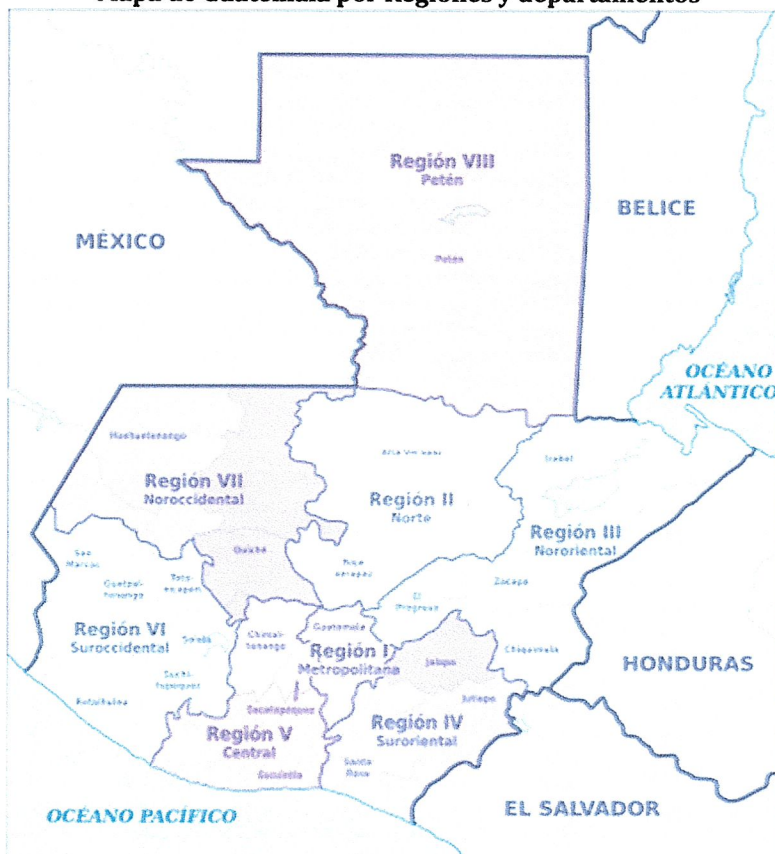 Mapa de Guatemala por Regiones y departamentos
Región VIII
Petén
BELICE
MÉXICO
Petén
OCÉANO
ATLÁNTICO
Huehuetenango
Alta Verapaz
Izabal
Región VII
Noroccidental
Región II
Norte
Región III
Nororiental
Quiché
Baja
Verapaz
San
Marcos
Quetzal-
tenango
Toto-
nicapán
Zacapa
El
Progreso
Región VI
Suroccidental
Sololá
Chimal-
tenango
Guatemala
Región I
Metropolitana
Jalapa
Chiquimula
HONDURAS
Suchi-
tepéquez
Retalhuleu
Sacatepéquez
Jutiapa
Región V
Central
Región IV
Suroriental
Escuintla
Santa
Rosa
OCÉANO PACÍFICO
EL SALVADOR